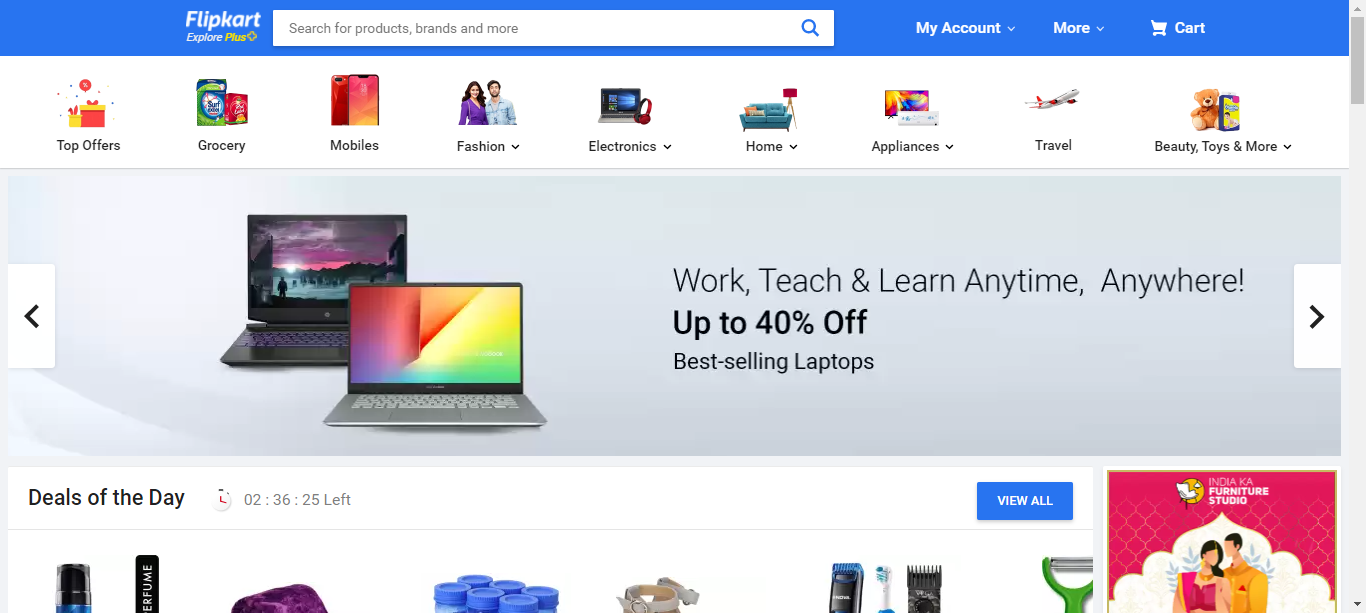 Flipkart
Explore Plus
Search for products, brands and more
My Account
More
Cart
Top Offers
Grocery
Mobiles
Fashion
Electronics
Home
Appliances
Travel
Beauty, Toys & More
Work, Teach & Learn Anytime, Anywhere!
Up to 40% Off
Best-selling Laptops
Deals of the Day
02 : 36 : 25 Left
VIEW ALL
INDIA KA
FURNITURE
STUDIO